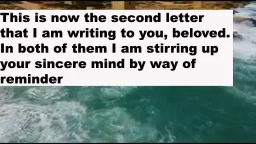 This is now the second letter
that I am writing to you, beloved.
In both of them I am stirring up
your sincere mind by way of
reminder